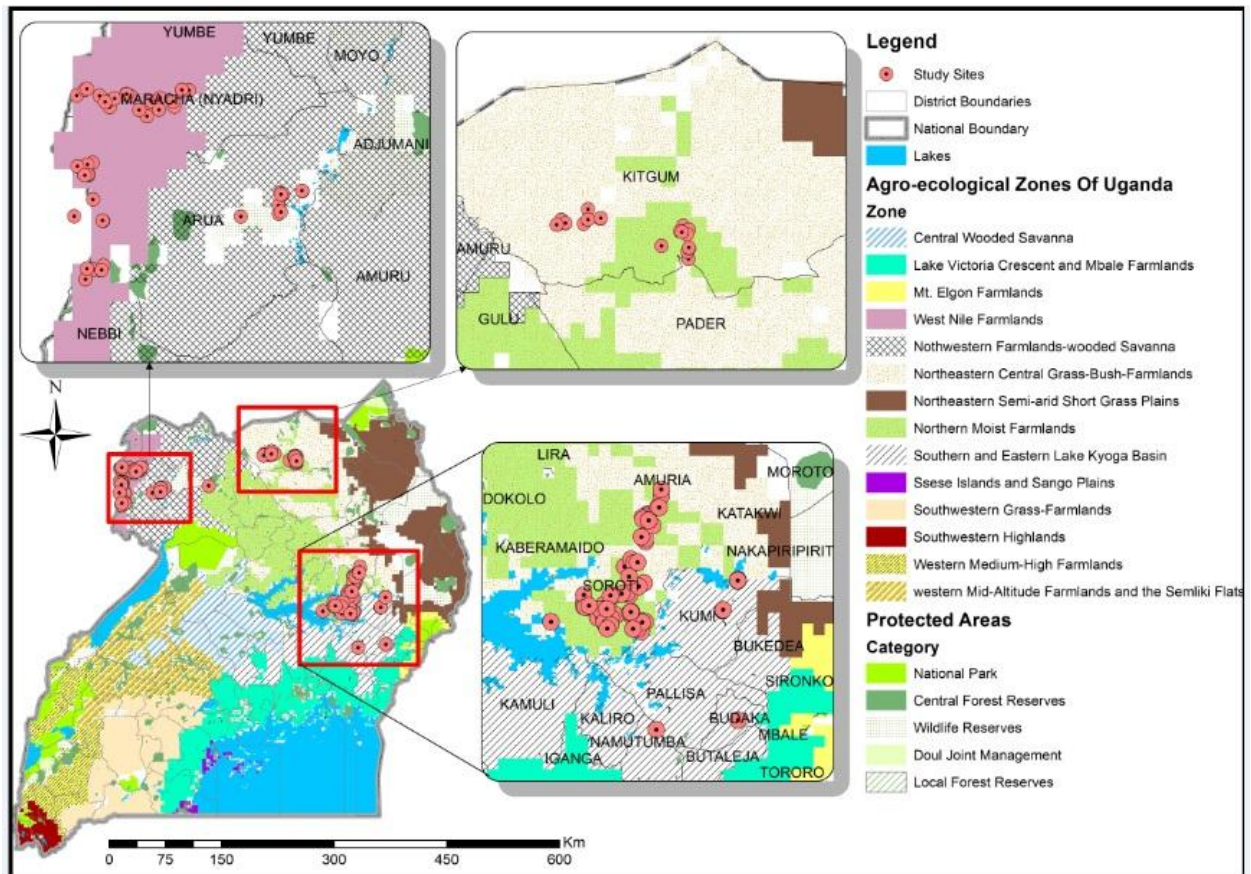 YUMBE
YUMBE
MOYO
MARACHA (NYADRI)
ADJUMANI
ARUA
AMURU
NEBBI
KITGUM
AMURU
GULU
PADER
N
LIRA
AMURIA
MOROTO
DOKOLO
KATAKWI
KABERAMAIDO
NAKAPIRIPIRIT
SOROTI
KUMI
BUKEDEA
SIRONKO
KAMULI
PALLISA
KALIRO
BUDAKA
NAMUTUMBA
MBALE
IGANGA
BUTALEJA
TORORO
Km
0 75 150 300 450 600
Legend
Study Sites
District Boundaries
National Boundary
Lakes
Agro-ecological Zones Of Uganda
Zone
Central Wooded Savanna
Lake Victoria Crescent and Mbale Farmlands
Mt. Elgon Farmlands
West Nile Farmlands
Nothwestern Farmlands-wooded Savanna
Northeastern Central Grass-Bush-Farmlands
Northeastern Semi-arid Short Grass Plains
Northern Moist Farmlands
Southern and Eastern Lake Kyoga Basin
Ssese Islands and Sango Plains
Southwestern Grass-Farmlands
Southwestern Highlands
Western Medium-High Farmlands
western Mid-Altitude Farmlands and the Semliki Flats
Protected Areas
Category
National Park
Central Forest Reserves
Wildlife Reserves
Doul Joint Management
Local Forest Reserves